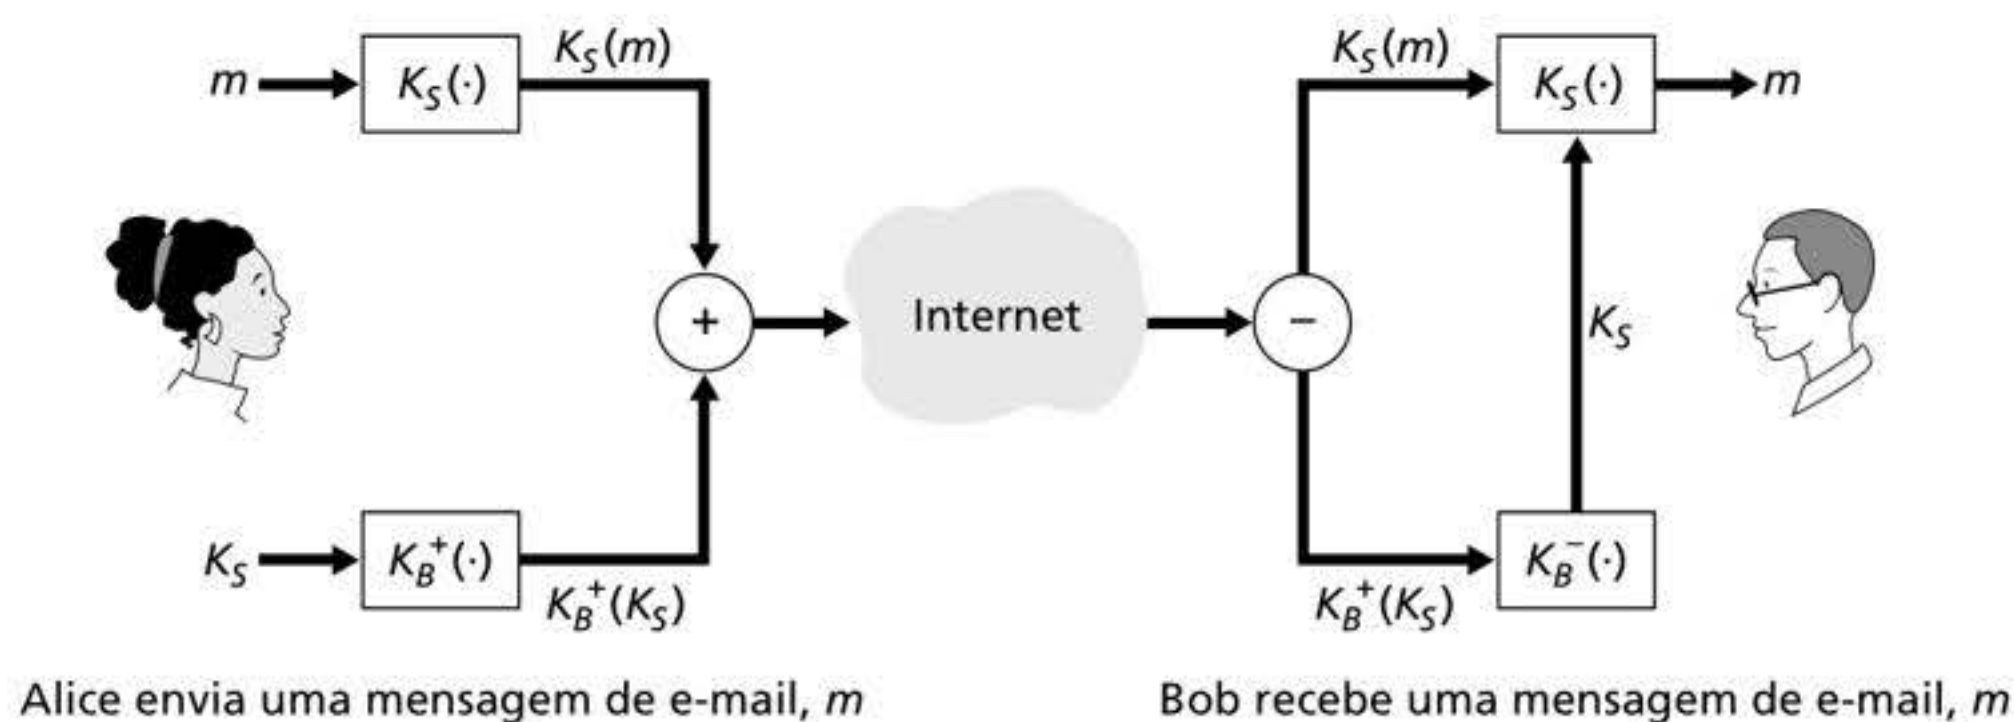 m
K_S(·)
K_S(m)
K_S(m)
K_S(·)
m
+
Internet
−
K_S
K_S
K_B^+(·)
K_B^+(K_S)
K_B^+(K_S)
K_B^−(·)
Alice envia uma mensagem de e-mail, m
Bob recebe uma mensagem de e-mail, m